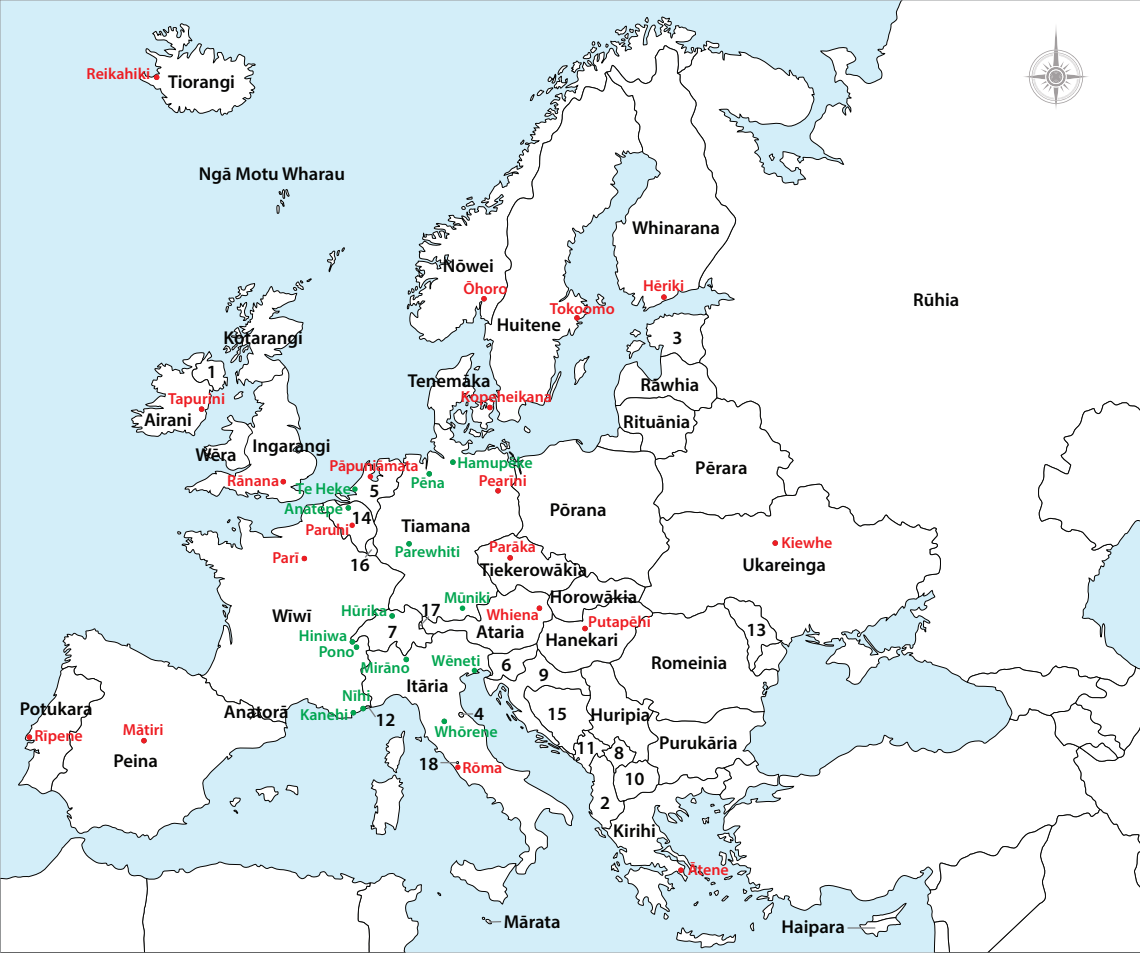 Reikahiki
Tiorangi
Ngā Motu Wharau
Whinarana
Nōwei
Hēriki
Ōhoro
Rūhia
Tokoomo
Huitene
Kotarangi
3
1
Tenemāka
Rāwhia
Kopeheikana
Tapurini
Airani
Rituānia
Ingarangi
Wēra
Pāpuniāmata
Hamupēke
Pērara
Rānana
Pēna
Pearīni
Te Heke
5
Anatepe
Pōrana
14
Tiamana
Paruhi
Kiewhe
Parāka
Parewhiti
Parī
16
Tiekerowākia
Ukareinga
Horowākia
Mūniki
17
Hūrika
Whiena
Wīwī
Putapēhi
7
Ataria
13
Hiniwa
Hanekari
Pono
Wēneti
Romeinia
Mirāno
6
9
Itāria
Nīhi
Potukara
Anatorā
Kanehi
12
4
15
Huripia
Mātiri
Rīpene
Whōrene
Purukāria
11
8
Peina
18
Rōma
10
2
Kirihi
Ātene
Mārata
Haipara